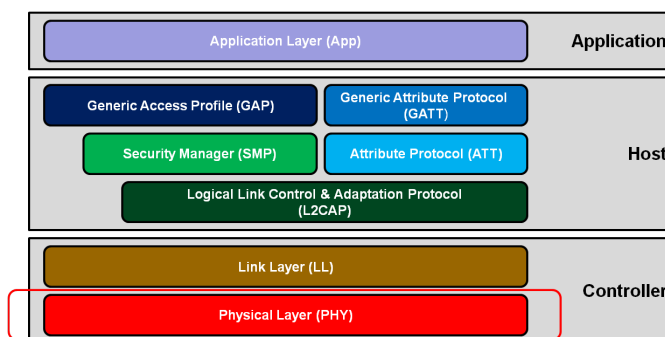 Application Layer (App)
Application
Generic Access Profile (GAP)
Generic Attribute Protocol
(GATT)
Security Manager (SMP)
Attribute Protocol (ATT)
Host
Logical Link Control & Adaptation Protocol
(L2CAP)
Link Layer (LL)
Controller
Physical Layer (PHY)